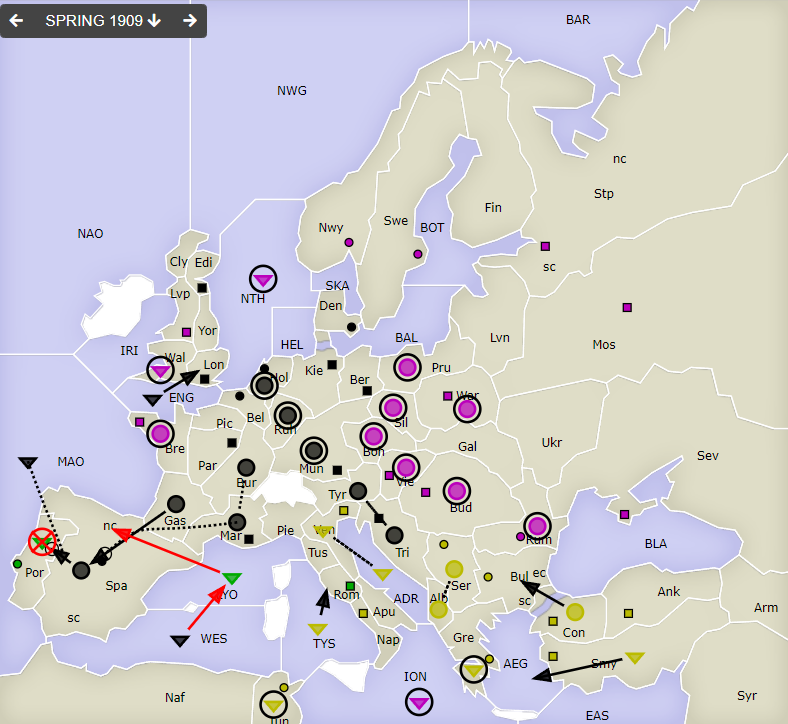 SPRING 1909
BAR
NWG
nc
Stp
Fin
Swe
Nwy
BOT
NAO
Cly Edi
sc
SKA
NTH
Den
Lvp
Yor
HEL
BAL
Lvn
Mos
IRI
Wal
Lon
Hol
Kie
Ber
Pru
War
ENG
Bel
Ruh
Sil
Pic
Bre
Boh
Gal
Ukr
MAO
Par
Mun
Bur
Vie
Sev
Tyr
Bud
Gas
nc
Mar
Pie
Ven
Tri
Rum
BLA
Tus
Por
Spa
LYO
Rom
ADR
Alb
Ser
Bul ec
sc
Ank
Arm
Apu
sc
WES
TYS
Nap
Gre
Con
AEG
Smy
ION
Naf
Tun
EAS
Syr